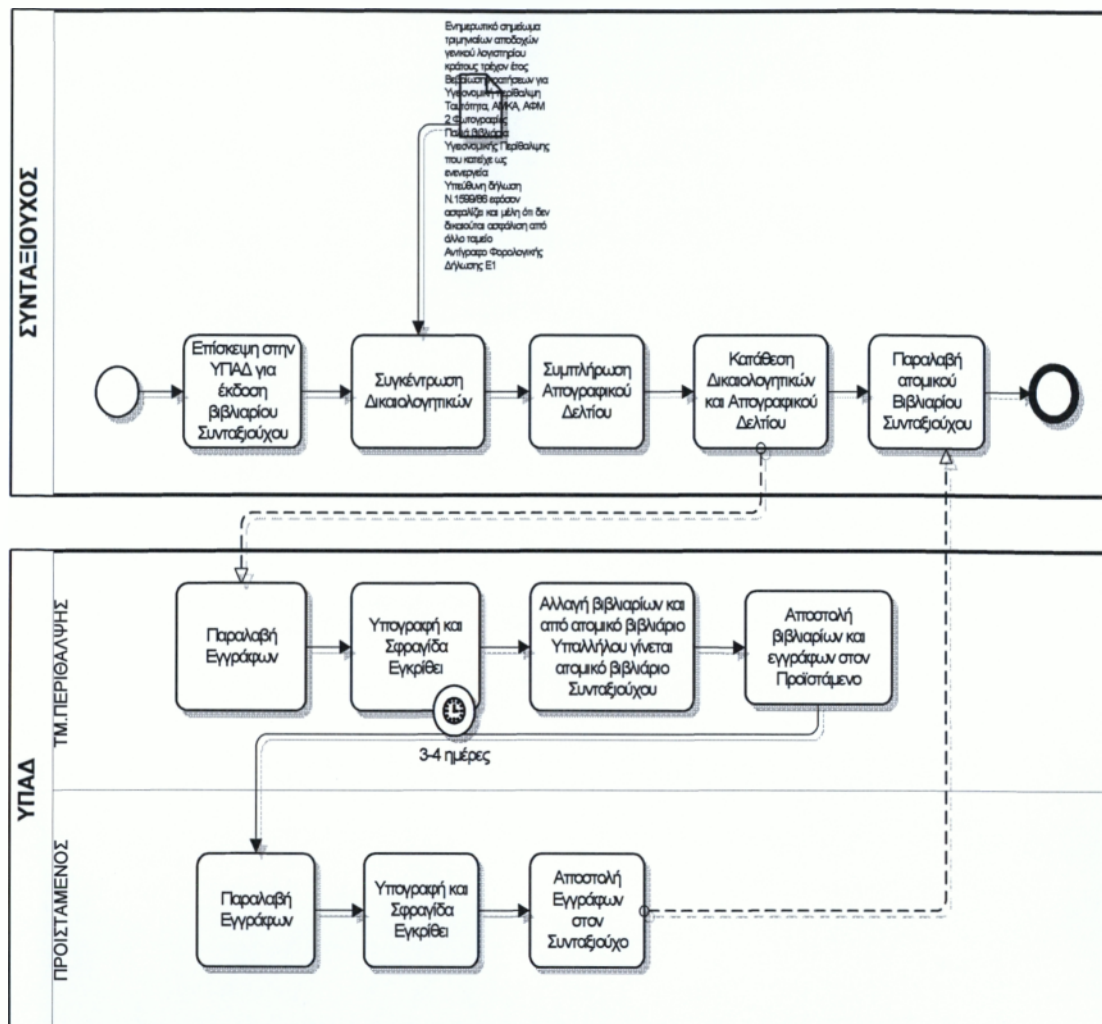 ΣΥΝΤΑΞΙΟΥΧΟΣ
Ενημερωτικό σημείωμα
τριμηνιαίων αποδοχών
γενικού λογιστηρίου
κράτους τρέχον έτος
για
Υγειονομική περίθαλψη
Ταυτότητα, ΑΜΚΑ, ΑΦΜ
2 Φωτογραφίες
Παλιά βιβλιάρια
Υγειονομικής Περίθαλψης
που κατείχε ως
ενενεργεία
Υπεύθυνη δήλωση
Ν.1599/86 εφόσον
ασφαλίζει και μέλη ότι δεν
δικαιούται ασφάλιση από
άλλο ταμείο
Αντίγραφο Φορολογικής
Δήλωσης Ε1
Επίσκεψη στην
ΥΠΑΔ για
έκδοση
βιβλιαρίου
Συνταξιούχου
Συγκέντρωση
Δικαιολογητικών
Συμπλήρωση
Απογραφικού
Δελτίου
Κατάθεση
Δικαιολογητικών
και Απογραφικού
Δελτίου
Παραλαβή
ατομικού
Βιβλιαρίου
Συνταξιούχου
ΥΠΑΔ
ΤΜ.ΠΕΡΙΘΑΛΨΗΣ
Παραλαβή
Εγγράφων
Υπογραφή και
Σφραγίδα
Εγκρίθει
3-4 ημέρες
Αλλαγή βιβλιαρίων και
από ατομικό βιβλιάριο
Υπαλλήλου γίνεται
ατομικό βιβλιάριο
Συνταξιούχου
Αποστολή
βιβλιαρίων και
εγγράφων στον
Προϊστάμενο
ΠΡΟΙΣΤΑΜΕΝΟΣ
Παραλαβή
Εγγράφων
Υπογραφή και
Σφραγίδα
Εγκρίθει
Αποστολή
Εγγράφων
στον
Συνταξιούχο